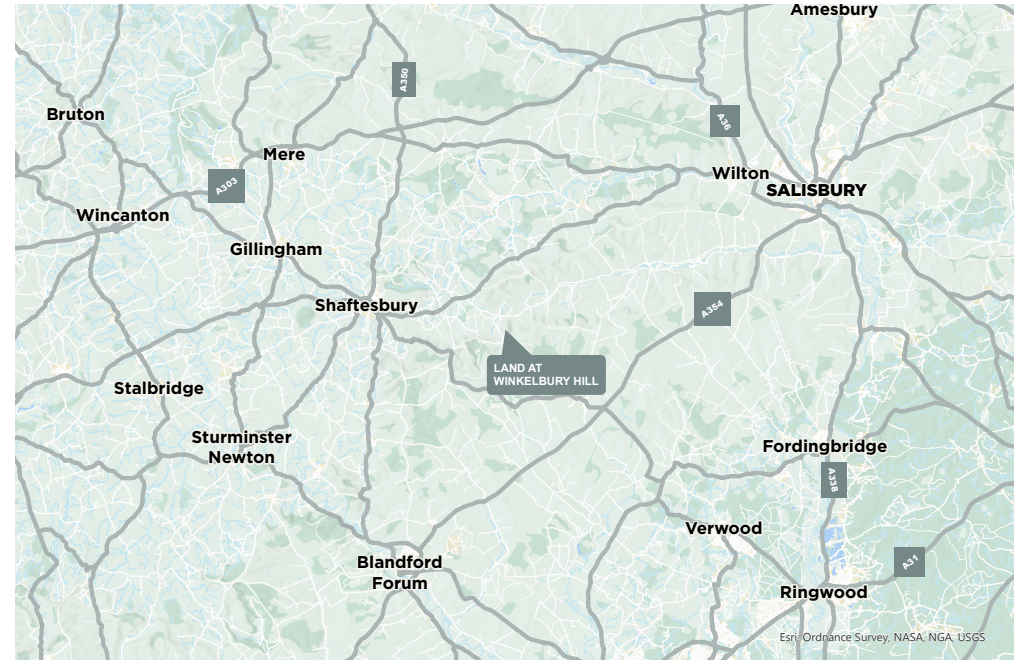 Amesbury
A350
Bruton
A36
Mere
Wilton
A303
SALISBURY
Wincanton
Gillingham
Shaftesbury
A354
LAND AT
WINKELBURY HILL
Stalbridge
Sturminster
Newton
Fordingbridge
A338
Verwood
Blandford
Forum
A31
Ringwood
Esri, Ordnance Survey, NASA, NGA, USGS